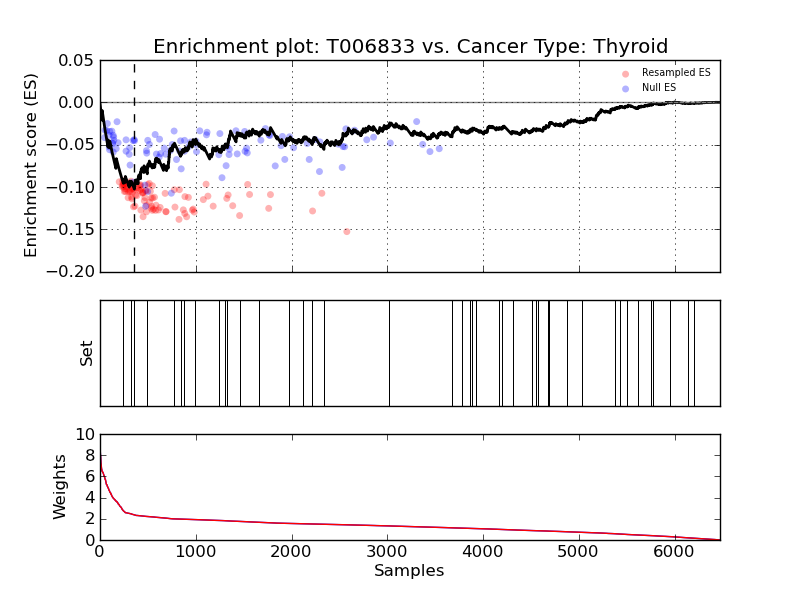 Enrichment plot: T006833 vs. Cancer Type: Thyroid
Enrichment score (ES)
0.05
0.00
−0.05
−0.10
−0.15
−0.20
Resampled ES
Null ES
Set
Weights
10
8
6
4
2
0
0 1000 2000 3000 4000 5000 6000
Samples